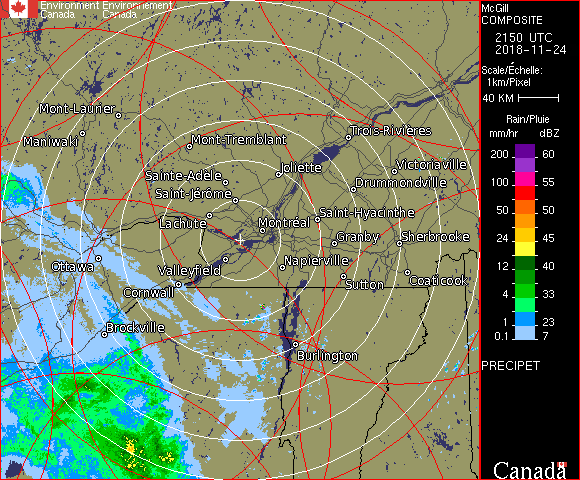 Environment Environnement
Canada Canada
McGill
COMPOSITE
2150 UTC
2018-11-24
Scale/Échelle:
1km/Pixel
40 KM
Rain/Pluie
mm/hr dBZ
200 60
150 57
100 55
50 50
24 45
12 40
4 33
1 23
0.1 7
PRECIPET
Canada
Mont-Laurier
Maniwaki
Mont-Tremblant
Trois-Rivières
Joliette
Victoriaville
Sainte-Adèle
Drummondville
Saint-Jérôme
Lachute
Saint-Hyacinthe
Montréal
Granby
Sherbrooke
Ottawa
Valleyfield
Napierville
Coaticook
Sutton
Cornwall
Brockville
Burlington